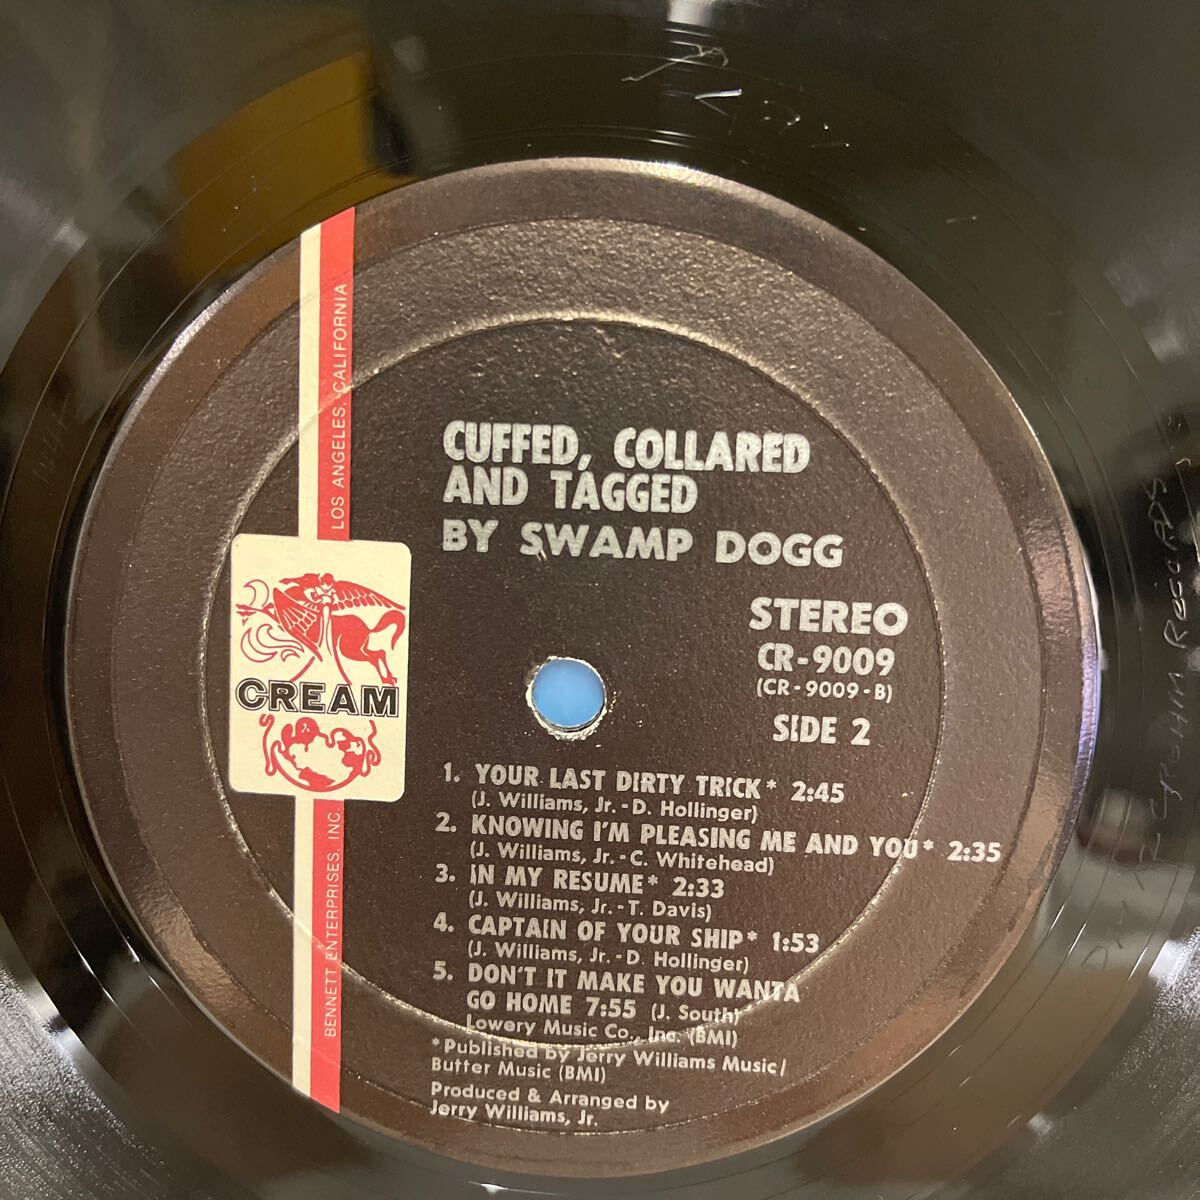 LOS ANGELES, CALIFORNIA
CREAM
BENNETT ENTERPRISES, INC.
CUFFED, COLLARED
AND TAGGED
BY SWAMP DOGG
STEREO
CR-9009
(CR-9009-B)
SIDE 2
1. YOUR LAST DIRTY TRICK* 2:45
(J. Williams, Jr.-D. Hollinger)
2. KNOWING I'M PLEASING ME AND YOU* 2:35
(J. Williams, Jr.-C. Whitehead)
3. IN MY RESUME* 2:33
(J. Williams, Jr.-T. Davis)
4. CAPTAIN OF YOUR SHIP* 1:53
(J. Williams, Jr.-D. Hollinger)
5. DON'T IT MAKE YOU WANTA
GO HOME 7:55 (J. South)
Lowery Music Co., Inc. (BMI)
*Published by Jerry Williams Music/
Butter Music (BMI)
Produced & Arranged by
Jerry Williams, Jr.